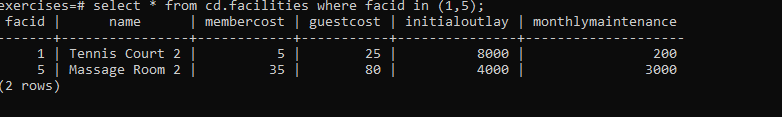 exercises=# select * from cd.facilities where facid in (1,5);
facid | name | membercost | guestcost | initialoutlay | monthlymaintenance
-------+----------------+------------+-----------+---------------+--------------------
1 | Tennis Court 2 | 5 | 25 | 8000 | 200
5 | Massage Room 2 | 35 | 80 | 4000 | 3000
(2 rows)